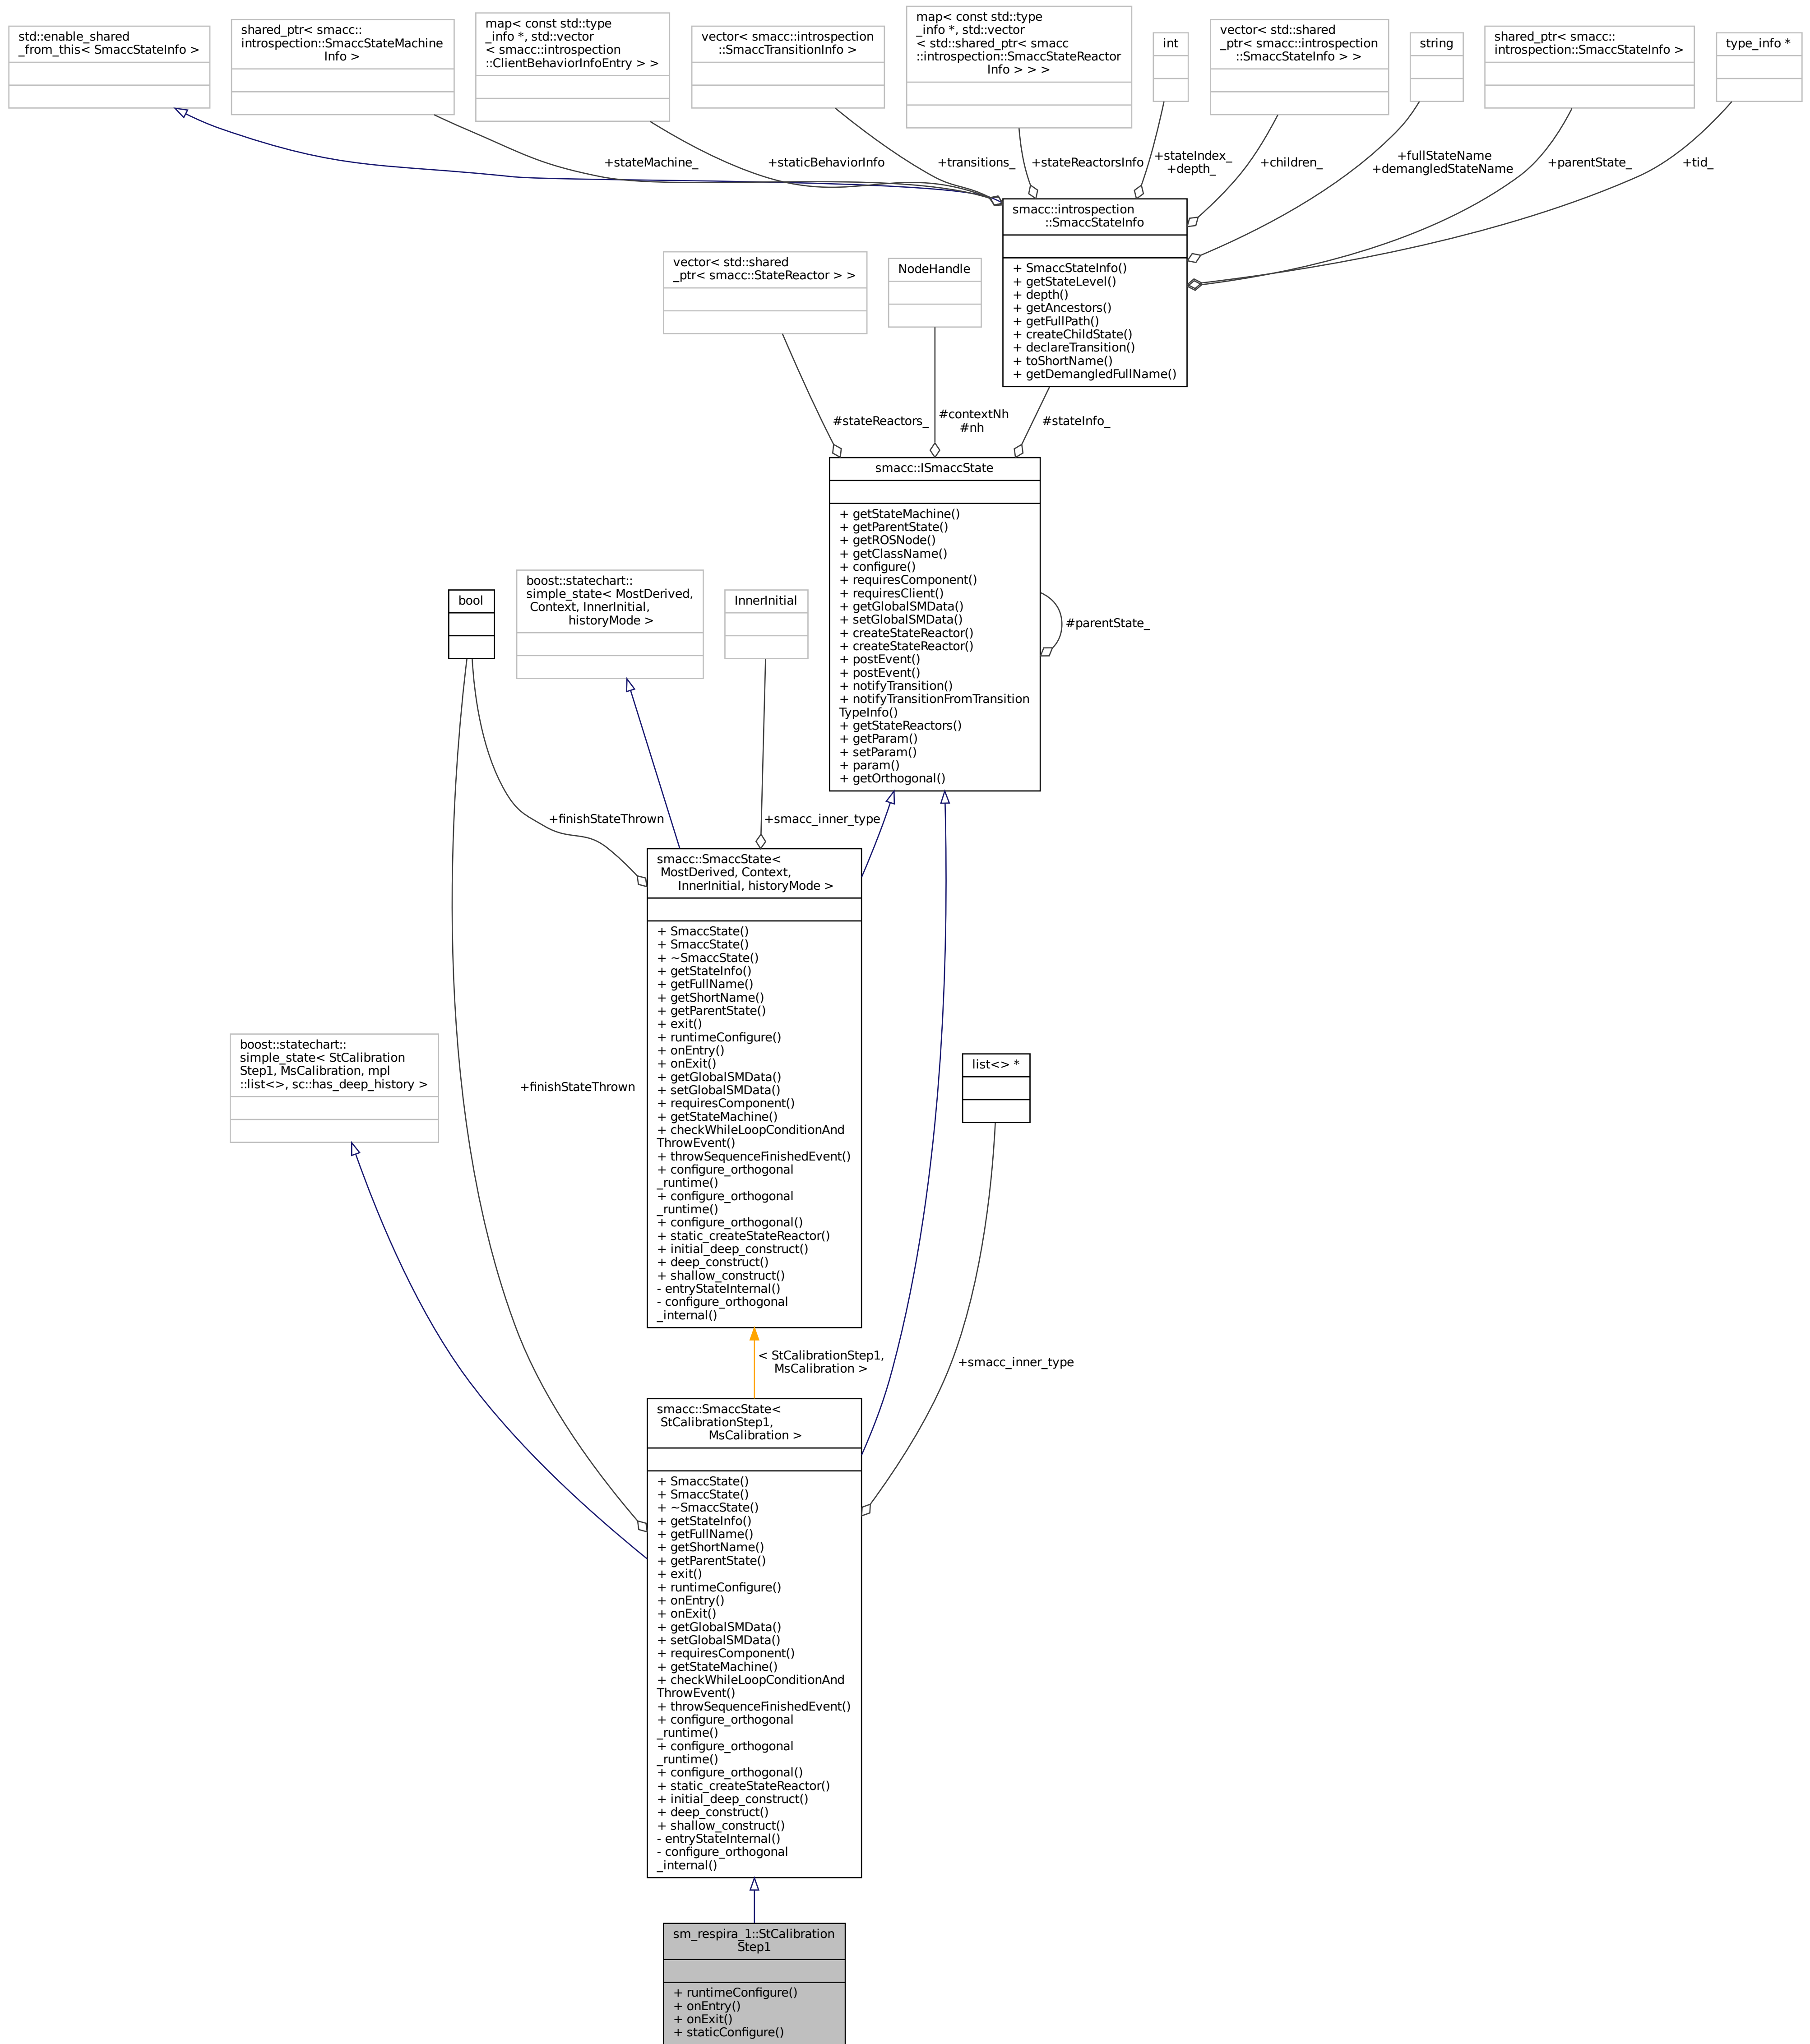 std::enable_shared
_from_this< SmaccStateInfo >
shared_ptr< smacc::
introspection::SmaccStateMachine
Info >
map< const std::type
_info *, std::vector
< smacc::introspection
::ClientBehaviorInfoEntry > >
vector< smacc::introspection
::SmaccTransitionInfo >
map< const std::type
_info *, std::vector
< std::shared_ptr< smacc
::introspection::SmaccStateReactor
Info > > >
int
vector< std::shared
_ptr< smacc::introspection
::SmaccStateInfo > >
string
shared_ptr< smacc::
introspection::SmaccStateInfo >
type_info *
+stateMachine_
+staticBehaviorInfo
+transitions_
+stateReactorsInfo
+stateIndex_
+depth_
+children_
+fullStateName
+demangledStateName
+parentState_
+tid_
smacc::introspection
::SmaccStateInfo
+ SmaccStateInfo()
+ getStateLevel()
+ depth()
+ getAncestors()
+ getFullPath()
+ createChildState()
+ declareTransition()
+ toShortName()
+ getDemangledFullName()
vector< std::shared
_ptr< smacc::StateReactor > >
NodeHandle
#stateReactors_
#contextNh
#nh
#stateInfo_
smacc::ISmaccState
+ getStateMachine()
+ getParentState()
+ getROSNode()
+ getClassName()
+ configure()
+ requiresComponent()
+ requiresClient()
+ getGlobalSMData()
+ setGlobalSMData()
+ createStateReactor()
+ createStateReactor()
+ postEvent()
+ postEvent()
+ notifyTransition()
+ notifyTransitionFromTransition
TypeInfo()
+ getStateReactors()
+ getParam()
+ setParam()
+ param()
+ getOrthogonal()
#parentState_
bool
boost::statechart::
simple_state< MostDerived,
Context, InnerInitial,
historyMode >
InnerInitial
+finishStateThrown
+smacc_inner_type
smacc::SmaccState<
MostDerived, Context,
InnerInitial, historyMode >
+ SmaccState()
+ SmaccState()
+ ~SmaccState()
+ getStateInfo()
+ getFullName()
+ getShortName()
+ getParentState()
+ exit()
+ runtimeConfigure()
+ onEntry()
+ onExit()
+ getGlobalSMData()
+ setGlobalSMData()
+ requiresComponent()
+ getStateMachine()
+ checkWhileLoopConditionAnd
ThrowEvent()
+ throwSequenceFinishedEvent()
+ configure_orthogonal
_runtime()
+ configure_orthogonal
_runtime()
+ configure_orthogonal()
+ static_createStateReactor()
+ initial_deep_construct()
+ deep_construct()
+ shallow_construct()
- entryStateInternal()
- configure_orthogonal
_internal()
boost::statechart::
simple_state< StCalibration
Step1, MsCalibration, mpl
::list<>, sc::has_deep_history >
+finishStateThrown
list<> *
< StCalibrationStep1,
MsCalibration >
+smacc_inner_type
smacc::SmaccState<
StCalibrationStep1,
MsCalibration >
+ SmaccState()
+ SmaccState()
+ ~SmaccState()
+ getStateInfo()
+ getFullName()
+ getShortName()
+ getParentState()
+ exit()
+ runtimeConfigure()
+ onEntry()
+ onExit()
+ getGlobalSMData()
+ setGlobalSMData()
+ requiresComponent()
+ getStateMachine()
+ checkWhileLoopConditionAnd
ThrowEvent()
+ throwSequenceFinishedEvent()
+ configure_orthogonal
_runtime()
+ configure_orthogonal
_runtime()
+ configure_orthogonal()
+ static_createStateReactor()
+ initial_deep_construct()
+ deep_construct()
+ shallow_construct()
- entryStateInternal()
- configure_orthogonal
_internal()
sm_respira_1::StCalibration
Step1
+ runtimeConfigure()
+ onEntry()
+ onExit()
+ staticConfigure()